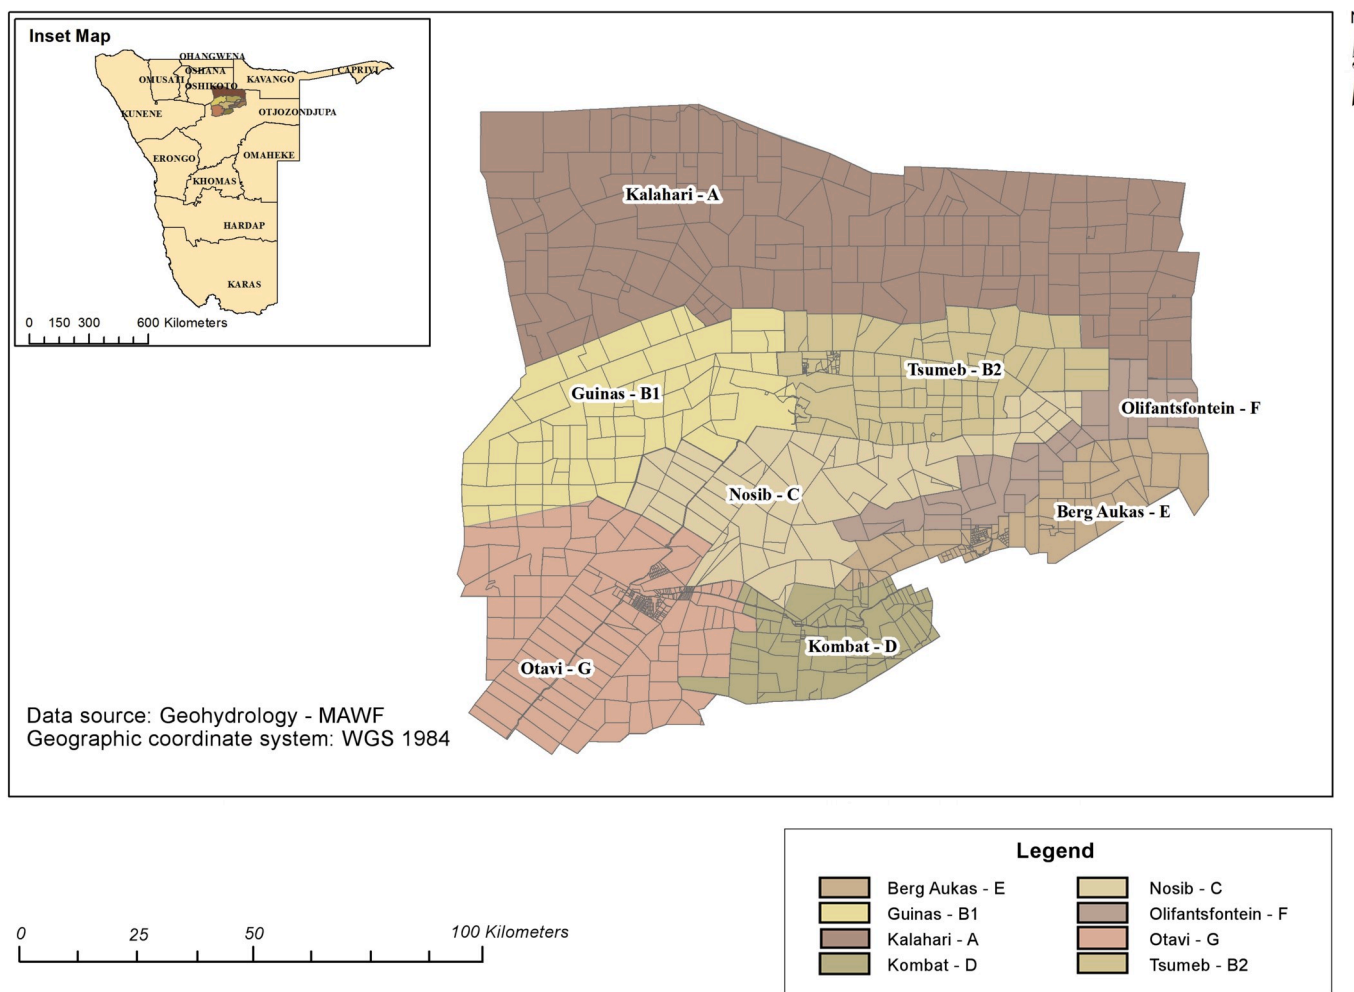 Inset Map
OHANGWENA
OSHANA
OMUSATI
OSHIKOTO
KAVANGO
CAPRIVI
KUNENE
OTJOZONDJUPA
ERONGO
OMAHEKE
KHOMAS
HARDAP
KARAS
0 150 300 600 Kilometers
Kalahari - A
Tsumeb - B2
Guinas - B1
Olifantsfontein - F
Nosib - C
Berg Aukas - E
Kombat - D
Otavi - G
Data source: Geohydrology - MAWF
Geographic coordinate system: WGS 1984
0 25 50 100 Kilometers
Legend
Berg Aukas - E
Guinas - B1
Kalahari - A
Kombat - D
Nosib - C
Olifantsfontein - F
Otavi - G
Tsumeb - B2